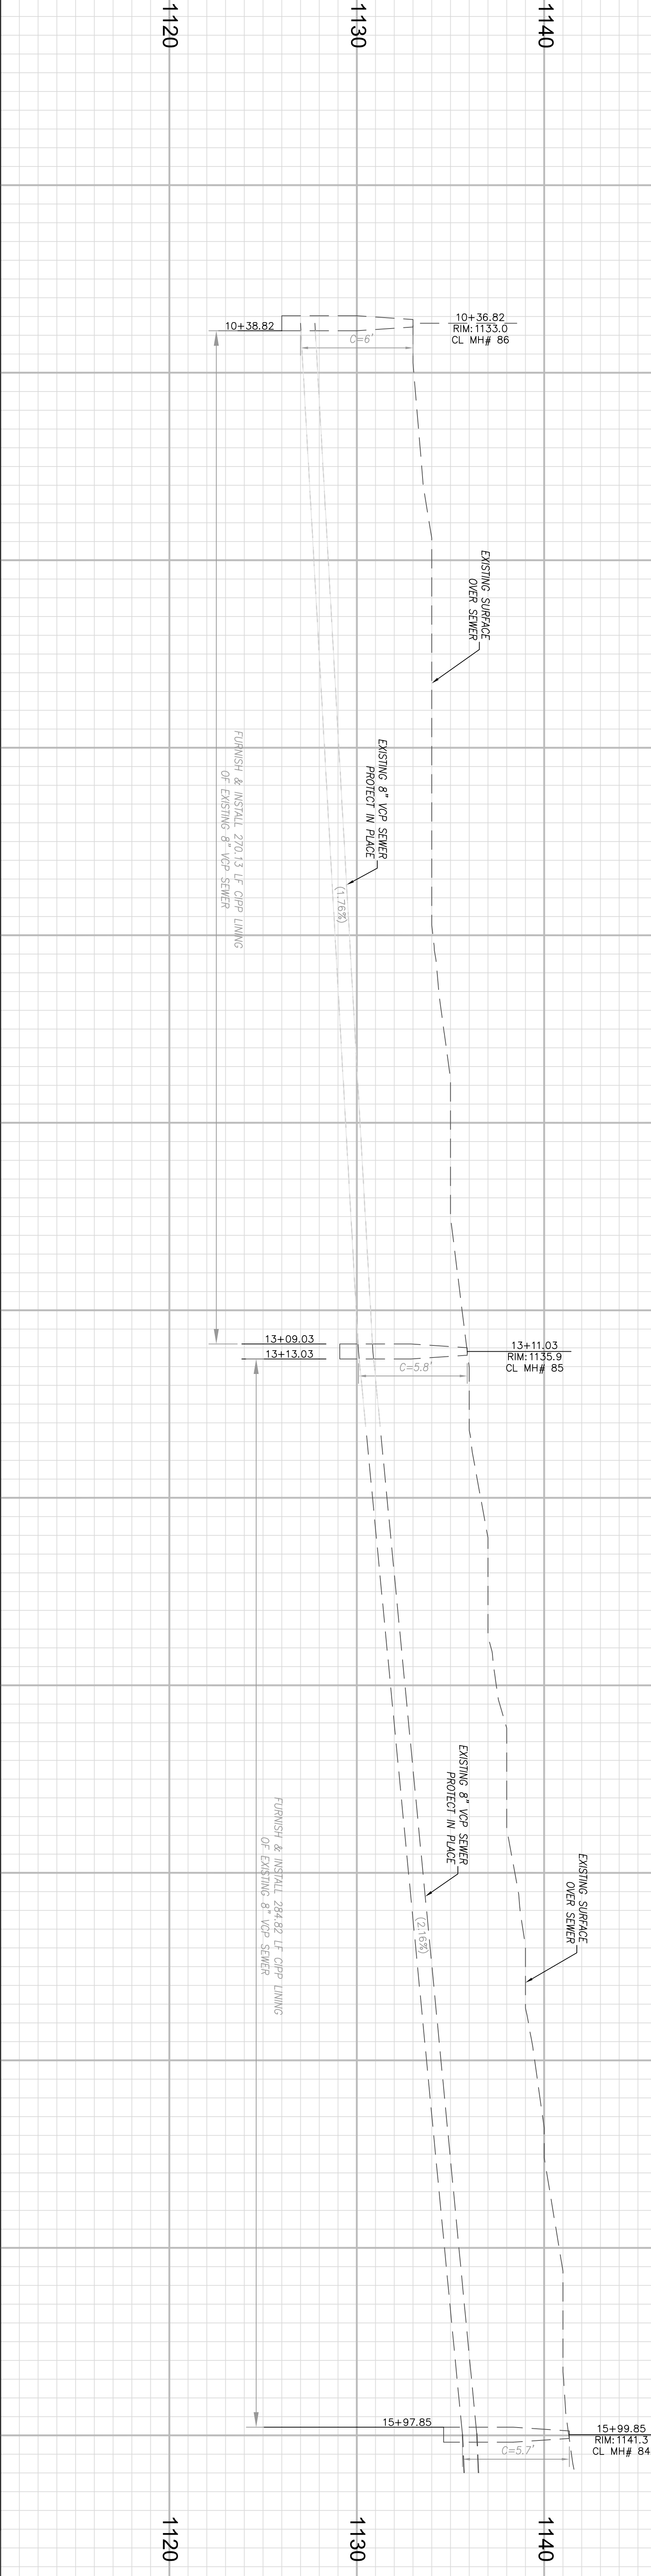 1120
1130
1140
10+36.82
RIM:1133.0
CL MH# 86
10+38.82
C=6'
EXISTING SURFACE
OVER SEWER
EXISTING 8" VCP SEWER
PROTECT IN PLACE
(1.76%)
FURNISH & INSTALL 270.13 LF CIPP LINING
OF EXISTING 8" VCP SEWER
13+09.03
13+13.03
13+11.03
RIM:1135.9
CL MH# 85
C=5.8'
EXISTING 8" VCP SEWER
PROTECT IN PLACE
(2.16%)
EXISTING SURFACE
OVER SEWER
FURNISH & INSTALL 284.82 LF CIPP LINING
OF EXISTING 8" VCP SEWER
15+97.85
15+99.85
RIM:1141.3
CL MH# 84
C=5.7'
1120
1130
1140